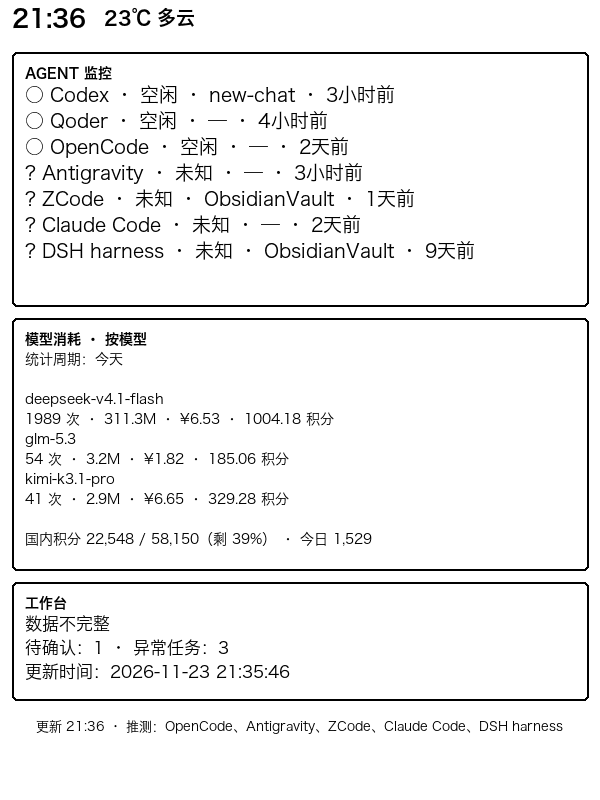 21:36 23℃ 多云
AGENT 监控
○ Codex · 空闲 · new-chat · 3小时前
○ Qoder · 空闲 · — · 4小时前
○ OpenCode · 空闲 · — · 2天前
? Antigravity · 未知 · — · 3小时前
? ZCode · 未知 · ObsidianVault · 1天前
? Claude Code · 未知 · — · 2天前
? DSH harness · 未知 · ObsidianVault · 9天前
模型消耗 · 按模型
统计周期：今天
deepseek-v4.1-flash
1989 次 · 311.3M · ¥6.53 · 1004.18 积分
glm-5.3
54 次 · 3.2M · ¥1.82 · 185.06 积分
kimi-k3.1-pro
41 次 · 2.9M · ¥6.65 · 329.28 积分
国内积分 22,548 / 58,150（剩 39%） · 今日 1,529
工作台
数据不完整
待确认：1 · 异常任务：3
更新时间：2026-11-23 21:35:46
更新 21:36 · 推测：OpenCode、Antigravity、ZCode、Claude Code、DSH harness